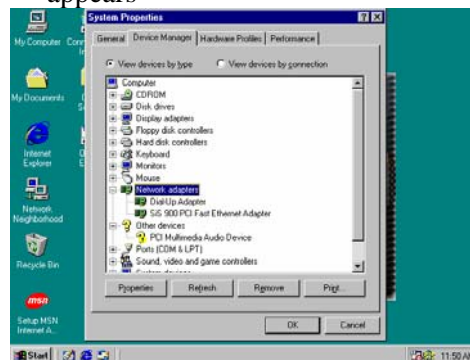 appears
System Properties
My Computer
General
Device Manager
Hardware Profiles
Performance
View devices by type
View devices by connection
Computer
CDROM
Disk drives
Display adapters
Floppy disk controllers
Hard disk controllers
Keyboard
Monitors
Mouse
Network adapters
Dial-Up Adapter
SiS 900 PCI Fast Ethernet Adapter
Other devices
PCI Multimedia Audio Device
Ports (COM & LPT)
Sound, video and game controllers
My Documents
Internet
Explorer
Network
Neighborhood
Recycle Bin
msn
Setup MSN
Internet A...
Properties
Refresh
Remove
Print...
OK
Cancel
Start
11:50 AM